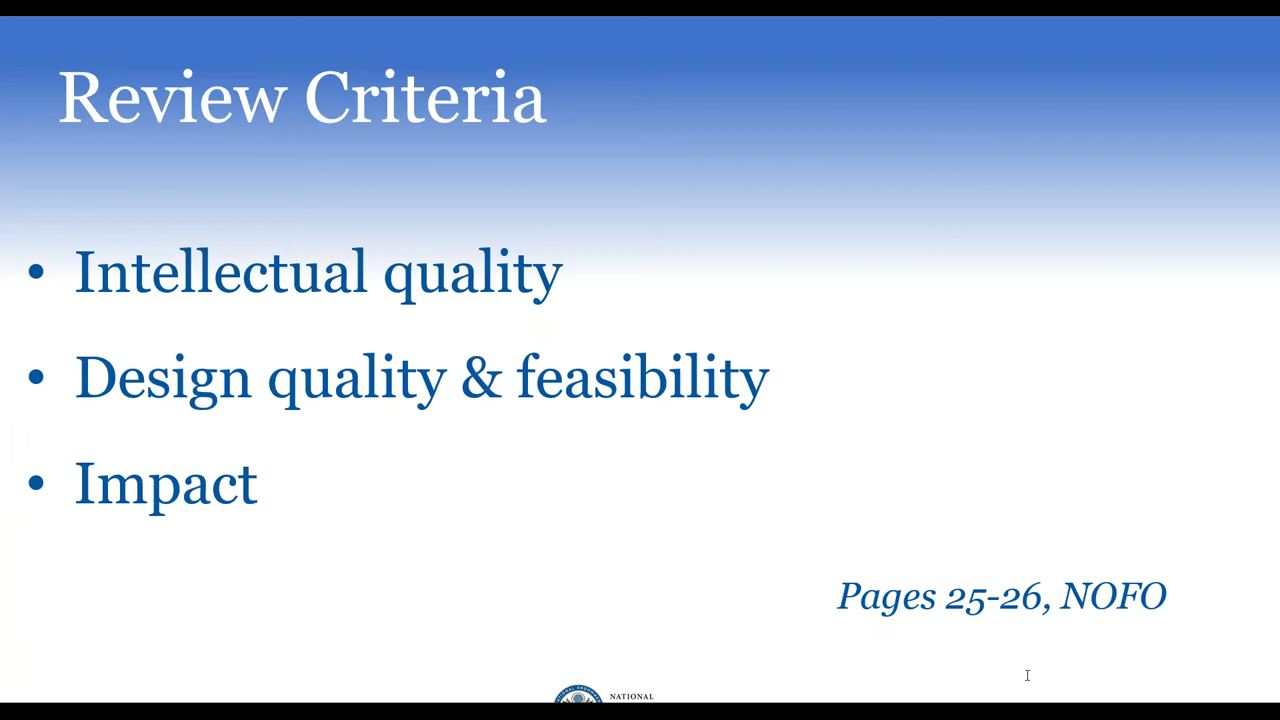 Review Criteria
• Intellectual quality
• Design quality & feasibility
• Impact
Pages 25-26, NOFO
NATIONAL